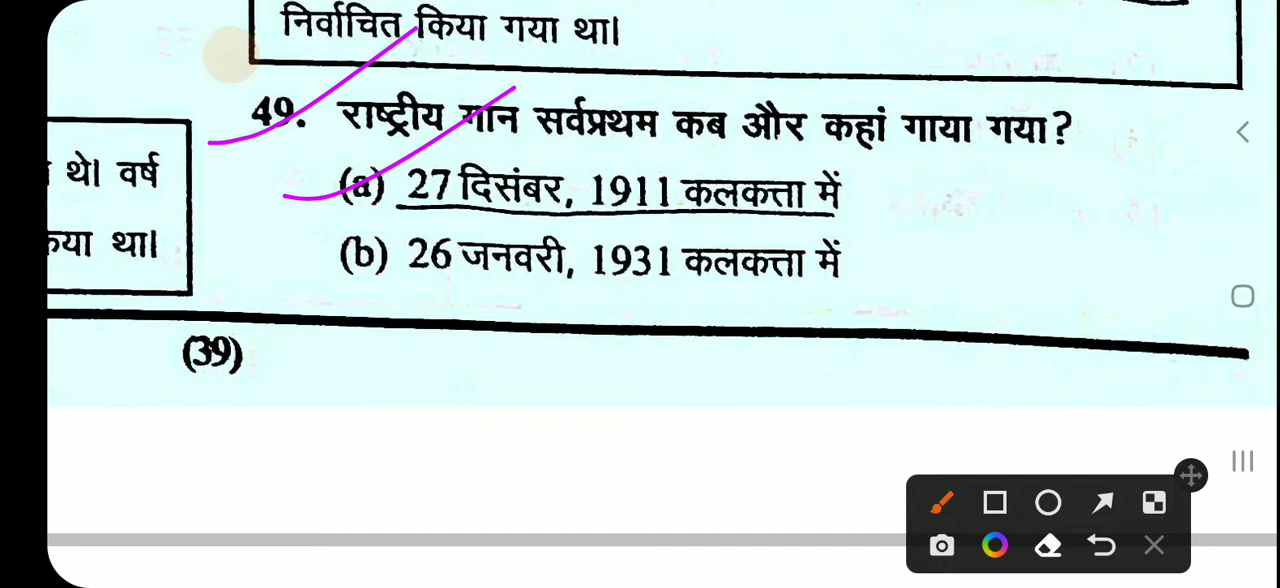 निर्वाचित किया गया था।
थे। वर्ष
किया था।
49. राष्ट्रीय गान सर्वप्रथम कब और कहां गाया गया?
(a) 27 दिसंबर, 1911 कलकत्ता में
(b) 26 जनवरी, 1931 कलकत्ता में
(39)